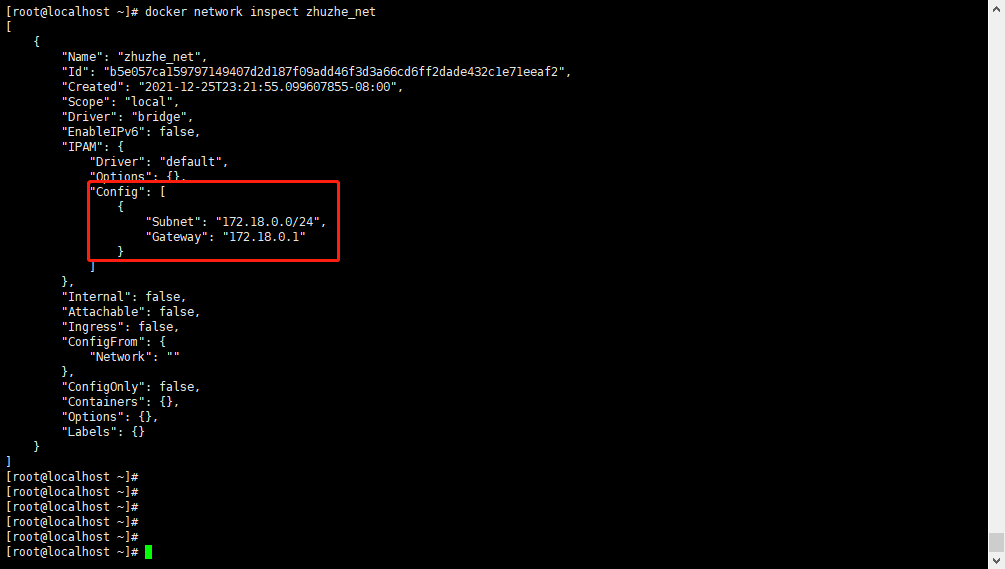 [root@localhost ~]# docker network inspect zhuzhe_net
[
    {
        "Name": "zhuzhe_net",
        "Id": "b5e057ca159797149407d2d187f09add46f3d3a66cd6ff2dade432c1e71eeaf2",
        "Created": "2021-12-25T23:21:55.099607855-08:00",
        "Scope": "local",
        "Driver": "bridge",
        "EnableIPv6": false,
        "IPAM": {
            "Driver": "default",
            "Options": {},
            "Config": [
                {
                    "Subnet": "172.18.0.0/24",
                    "Gateway": "172.18.0.1"
                }
            ]
        },
        "Internal": false,
        "Attachable": false,
        "Ingress": false,
        "ConfigFrom": {
            "Network": ""
        },
        "ConfigOnly": false,
        "Containers": {},
        "Options": {},
        "Labels": {}
    }
]
[root@localhost ~]#
[root@localhost ~]#
[root@localhost ~]#
[root@localhost ~]#
[root@localhost ~]#
[root@localhost ~]#